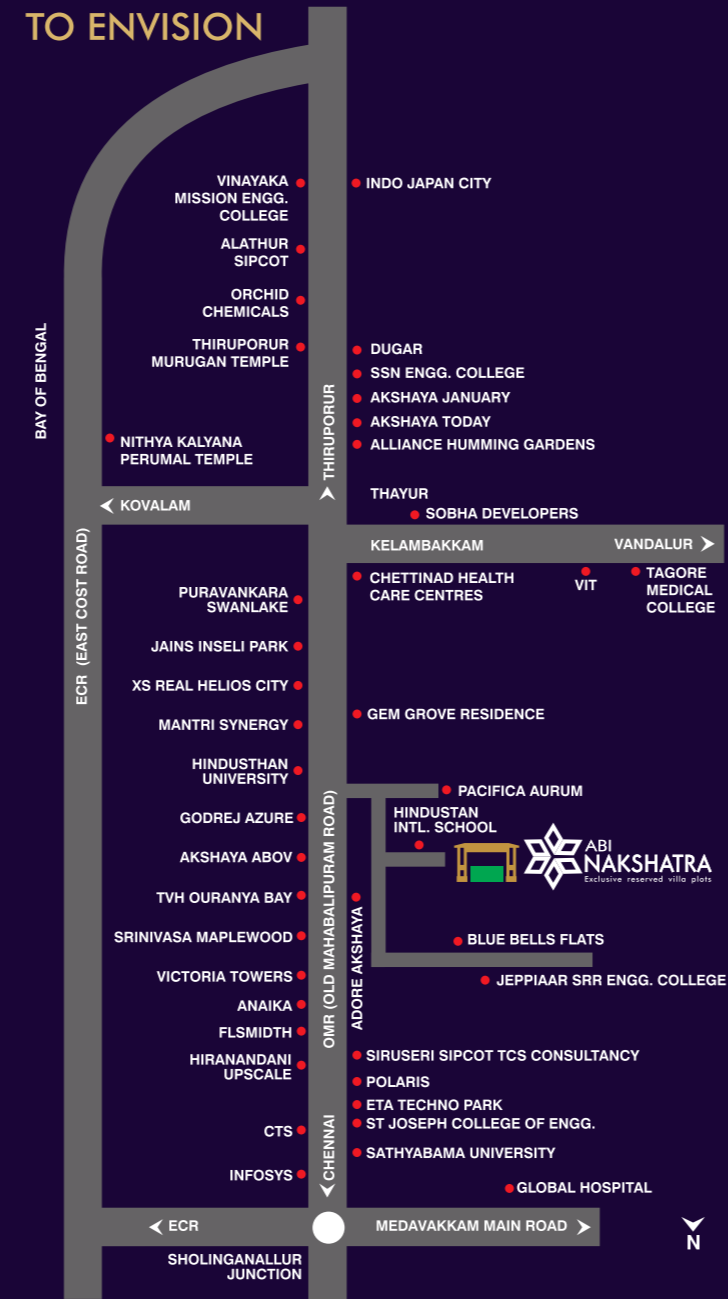 TO ENVISION
VINAYAKA
MISSION ENGG.
COLLEGE
INDO JAPAN CITY
ALATHUR
SIPCOT
ORCHID
CHEMICALS
THIRUPORUR
MURUGAN TEMPLE
DUGAR
SSN ENGG. COLLEGE
AKSHAYA JANUARY
AKSHAYA TODAY
ALLIANCE HUMMING GARDENS
BAY OF BENGAL
THIRUPORUR
NITHYA KALYANA
PERUMAL TEMPLE
KOVALAM
THAYUR
SOBHA DEVELOPERS
KELAMBAKKAM
VANDALUR
CHETTINAD HEALTH
CARE CENTRES
VIT
TAGORE
MEDICAL
COLLEGE
ECR (EAST COST ROAD)
PURAVANKARA
SWANLAKE
JAINS INSELI PARK
XS REAL HELIOS CITY
MANTRI SYNERGY
GEM GROVE RESIDENCE
HINDUSTHAN
UNIVERSITY
PACIFICA AURUM
GODREJ AZURE
HINDUSTAN
INTL. SCHOOL
ABI
NAKSHATRA
Exclusive reserved villa plats
AKSHAYA ABOV
TVH OURANYA BAY
SRINIVASA MAPLEWOOD
OMR (OLD MAHABALIPURAM ROAD)
ADORE AKSHAYA
BLUE BELLS FLATS
VICTORIA TOWERS
JEPPIAAR SRR ENGG. COLLEGE
ANAIKA
FLSMIDTH
HIRANANDANI
UPSCALE
SIRUSERI SIPCOT TCS CONSULTANCY
POLARIS
ETA TECHNO PARK
ST JOSEPH COLLEGE OF ENGG.
CTS
CHENNAI
SATHYABAMA UNIVERSITY
INFOSYS
GLOBAL HOSPITAL
ECR
MEDAVAKKAM MAIN ROAD
N
SHOLINGANALLUR
JUNCTION